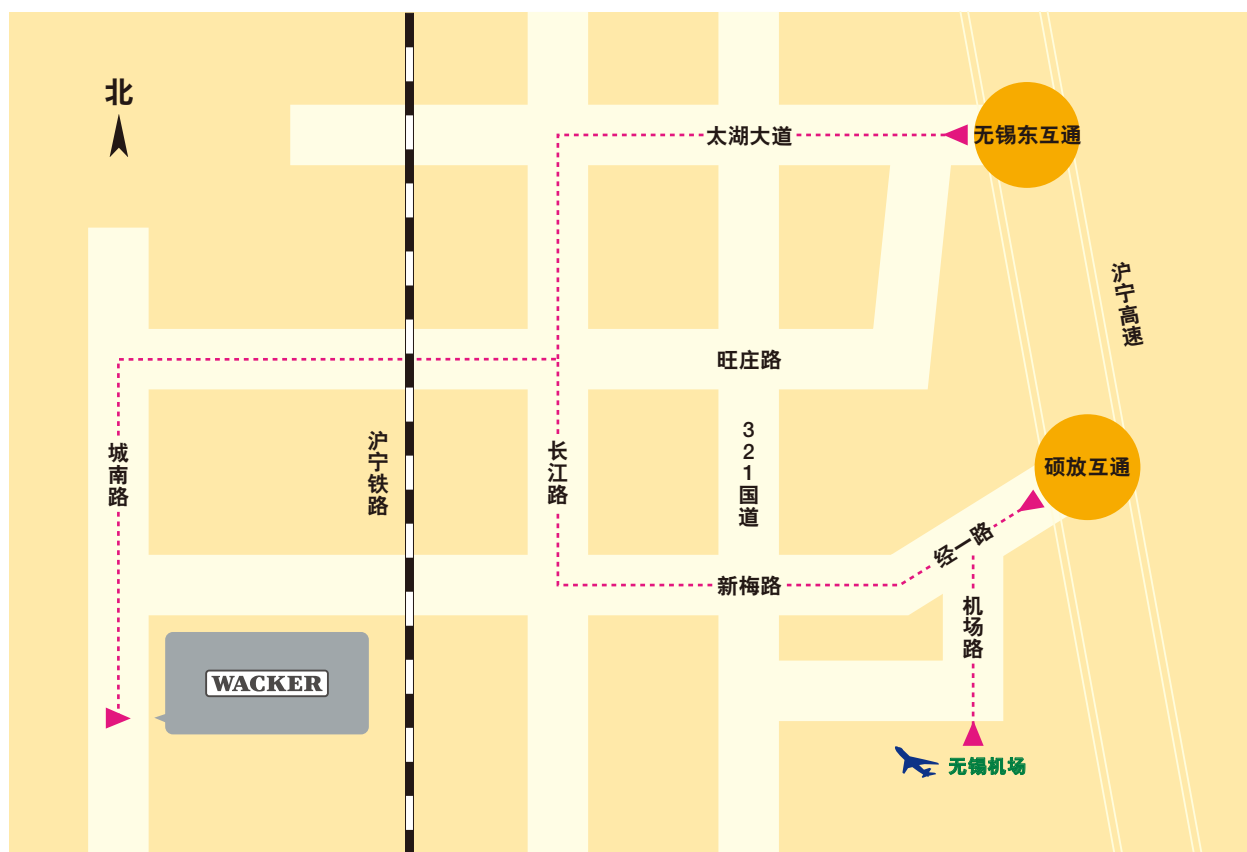 北
太湖大道
无锡东互通
沪宁高速
旺庄路
321国道
城南路
沪宁铁路
长江路
硕放互通
经一路
新梅路
机场路
WACKER
无锡机场